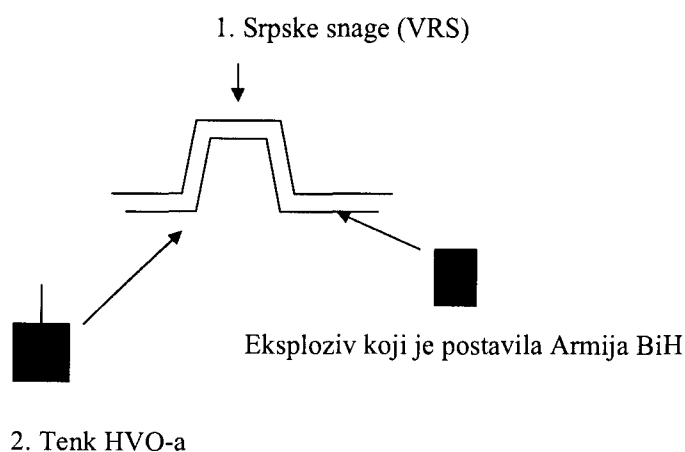 1. Srpske snage (VRS)
Eksploziv koji je postavila Armija BiH
2. Tenk HVO-a